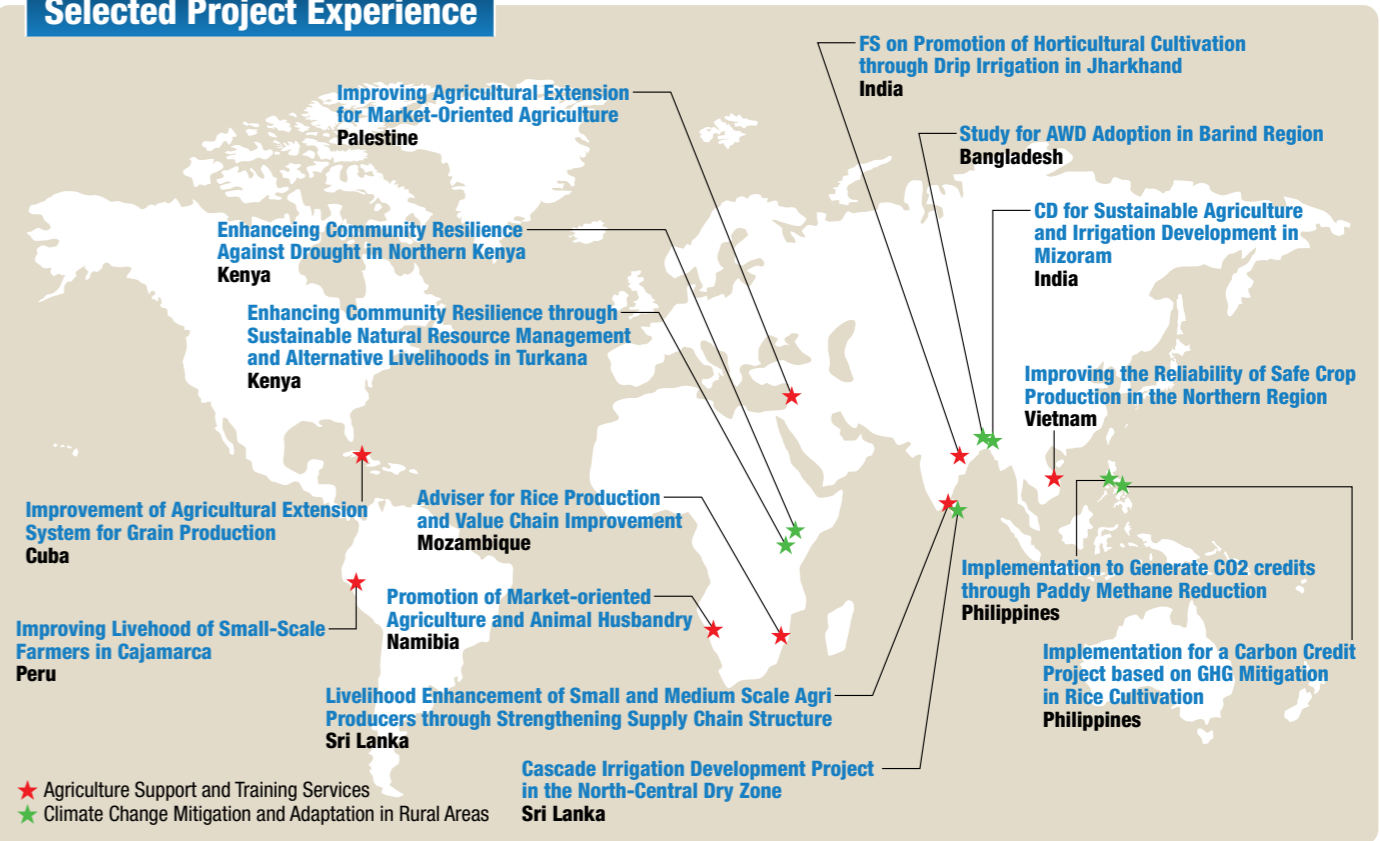 Selected Project Experience
FS on Promotion of Horticultural Cultivation
through Drip Irrigation in Jharkhand
India
Improving Agricultural Extension
for Market-Oriented Agriculture
Palestine
Study for AWD Adoption in Barind Region
Bangladesh
CD for Sustainable Agriculture
and Irrigation Development in
Mizoram
India
Enhanceing Community Resilience
Against Drought in Northern Kenya
Kenya
Enhancing Community Resilience through
Sustainable Natural Resource Management
and Alternative Livelihoods in Turkana
Kenya
Improving the Reliability of Safe Crop
Production in the Northern Region
Vietnam
Improvement of Agricultural Extension
System for Grain Production
Cuba
Adviser for Rice Production
and Value Chain Improvement
Mozambique
Implementation to Generate CO2 credits
through Paddy Methane Reduction
Philippines
Promotion of Market-oriented
Agriculture and Animal Husbandry
Namibia
Improving Livehood of Small-Scale
Farmers in Cajamarca
Peru
Implementation for a Carbon Credit
Project based on GHG Mitigation
in Rice Cultivation
Philippines
Livelihood Enhancement of Small and Medium Scale Agri
Producers through Strengthening Supply Chain Structure
Sri Lanka
Cascade Irrigation Development Project
in the North-Central Dry Zone
Sri Lanka
Agriculture Support and Training Services
Climate Change Mitigation and Adaptation in Rural Areas